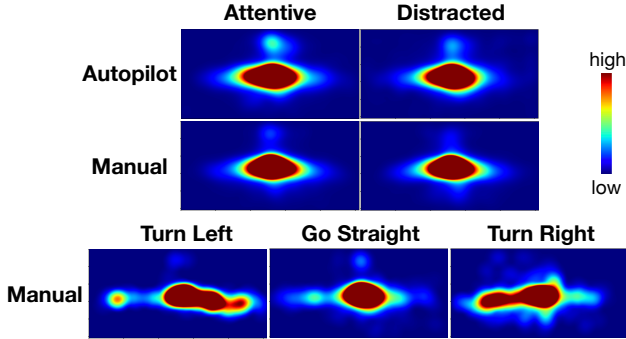 Attentive Distracted
Autopilot
high
Manual
low
Turn Left Go Straight Turn Right
Manual